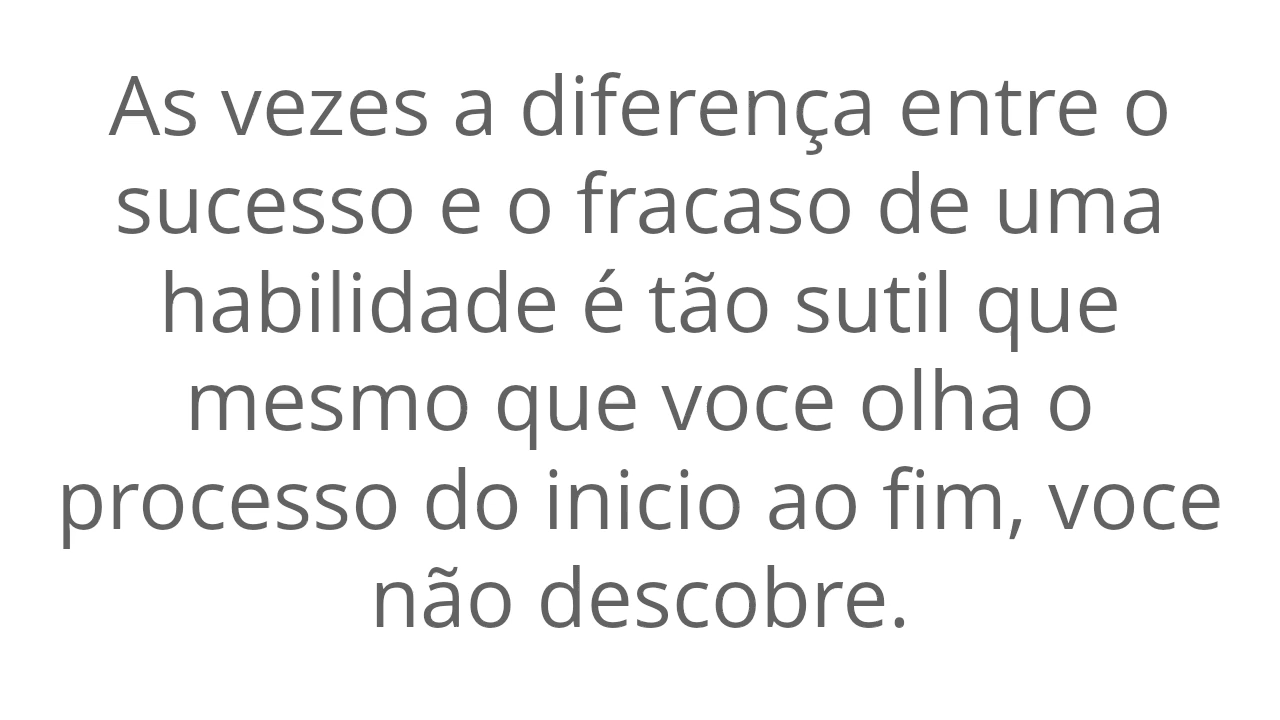 As vezes a diferença entre o
sucesso e o fracaso de uma
habilidade é tão sutil que
mesmo que voce olha o
processo do inicio ao fim, voce
não descobre.